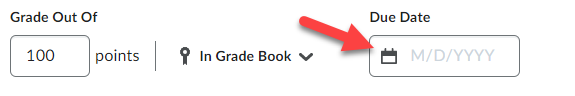 Grade Out Of Due Date
100 points In Grade Book M/D/YYYY